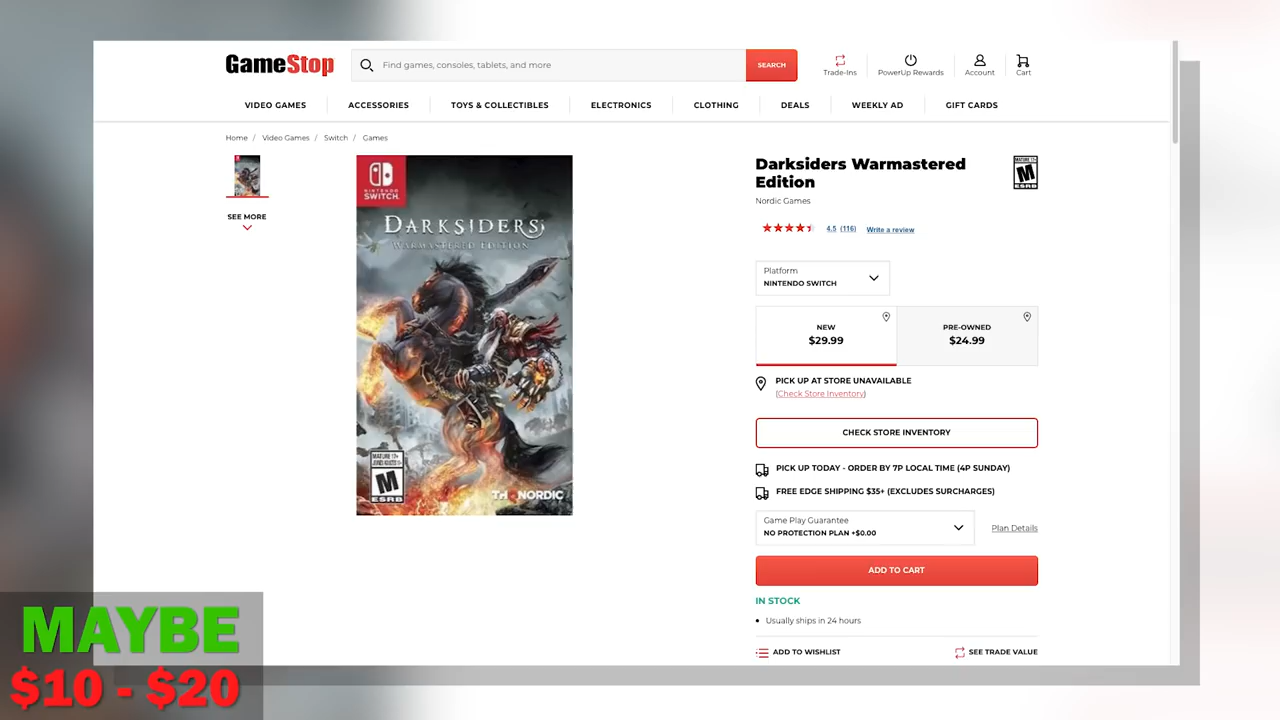 GameStop
Find games, consoles, tablets, and more
SEARCH
Trade-Ins
PowerUp Rewards
Account
Cart
VIDEO GAMES
ACCESSORIES
TOYS & COLLECTIBLES
ELECTRONICS
CLOTHING
DEALS
WEEKLY AD
GIFT CARDS
Home / Video Games / Switch / Games
SEE MORE
NINTENDO
SWITCH
DARKSIDERS
WARMASTERED EDITION
MATURE 17+
M
ESRB
THQ NORDIC
Darksiders Warmastered
Edition
MATURE 17+
M
ESRB
Nordic Games
4.5 (116) Write a review
Platform
NINTENDO SWITCH
NEW
$29.99
PRE-OWNED
$24.99
PICK UP AT STORE UNAVAILABLE
[Check Store Inventory]
CHECK STORE INVENTORY
PICK UP TODAY - ORDER BY 7P LOCAL TIME (4P SUNDAY)
FREE EDGE SHIPPING $35+ (EXCLUDES SURCHARGES)
Game Play Guarantee
NO PROTECTION PLAN +$0.00
Plan Details
ADD TO CART
IN STOCK
• Usually ships in 24 hours
ADD TO WISHLIST
SEE TRADE VALUE
MAYBE
$10 - $20